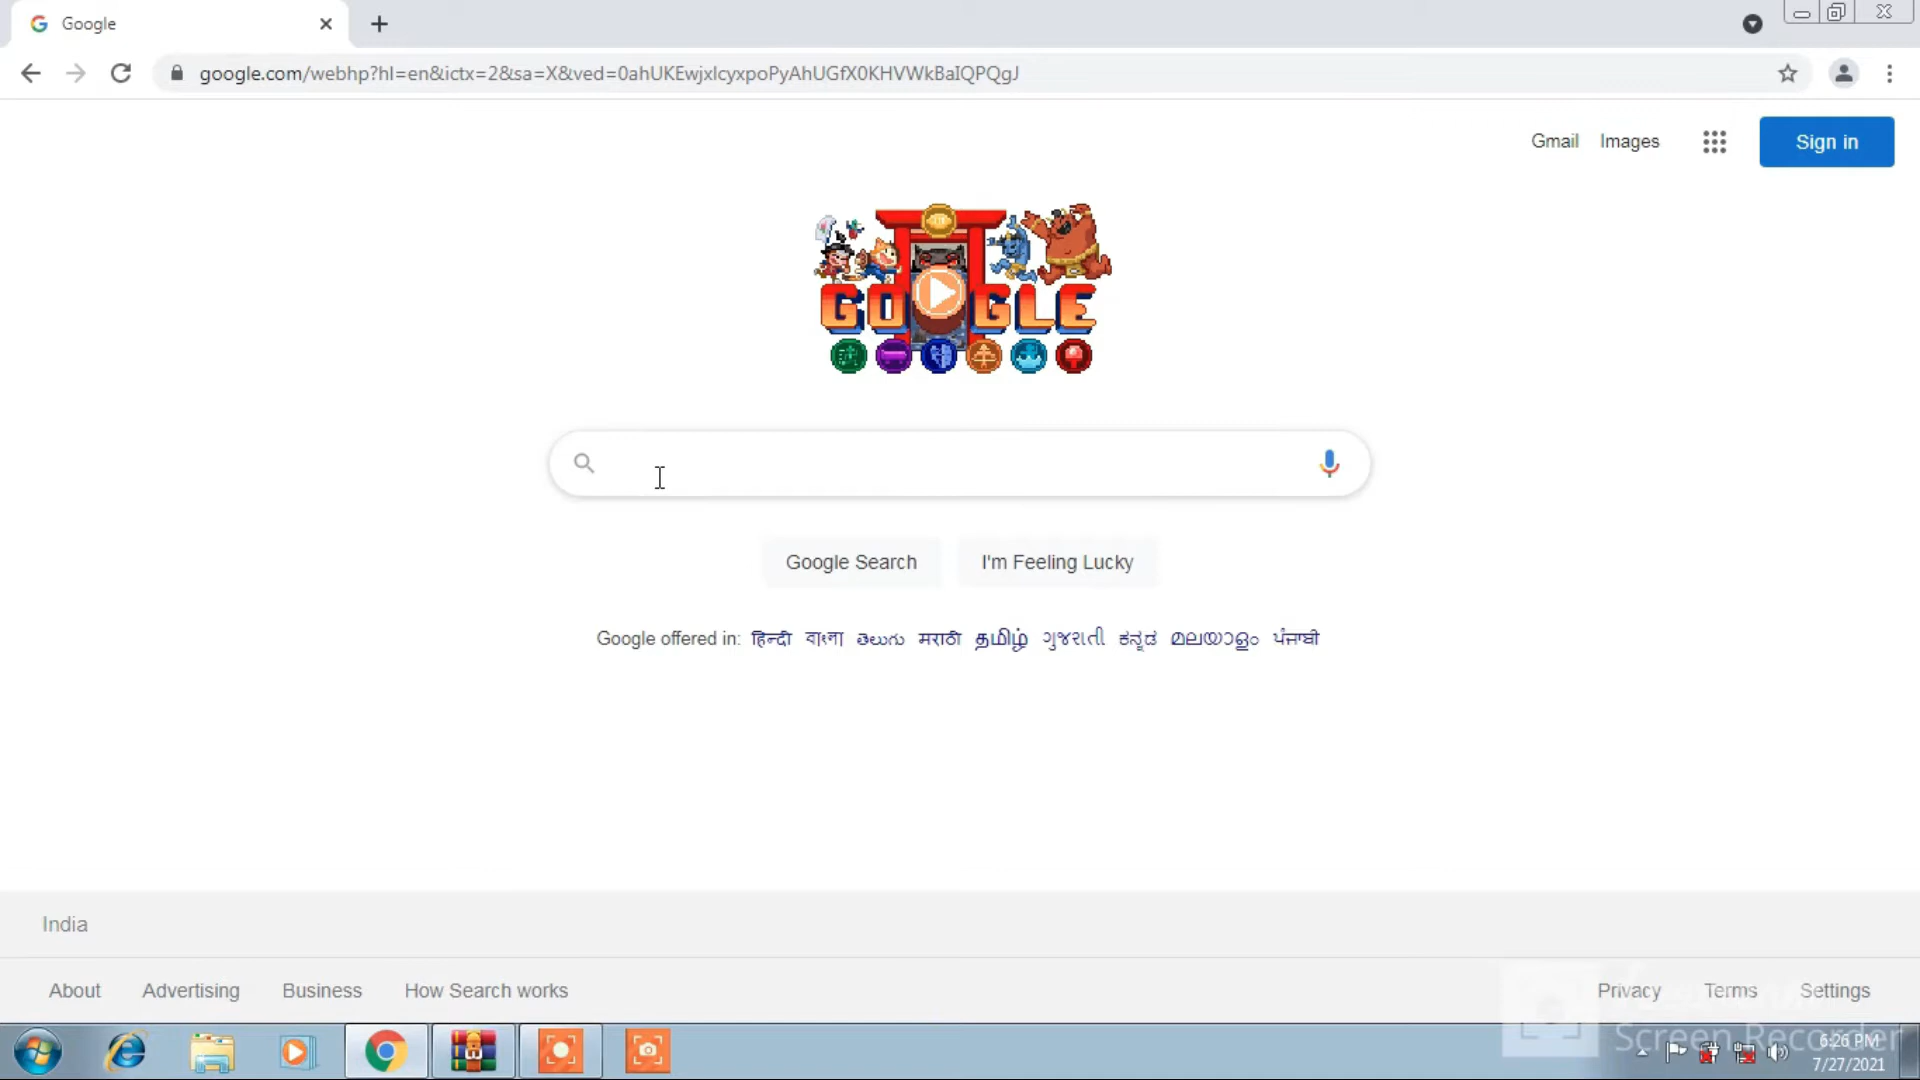 Google
google.com/webhp?hl=en&ictx=2&sa=X&ved=0ahUKEwjxlcyxpoPyAhUGfX0KHVWkBaIQPQgJ
Gmail Images Sign in
GOOGLE
Google Search I'm Feeling Lucky
Google offered in: हिन्दी বাংলা తెలుగు मराठी தமிழ் ગુજરાતી ಕನ್ನಡ മലയാളം ਪੰਜਾਬੀ
India
About Advertising Business How Search works Privacy Terms Settings
Screen Recorder
6:26 PM
7/27/2021